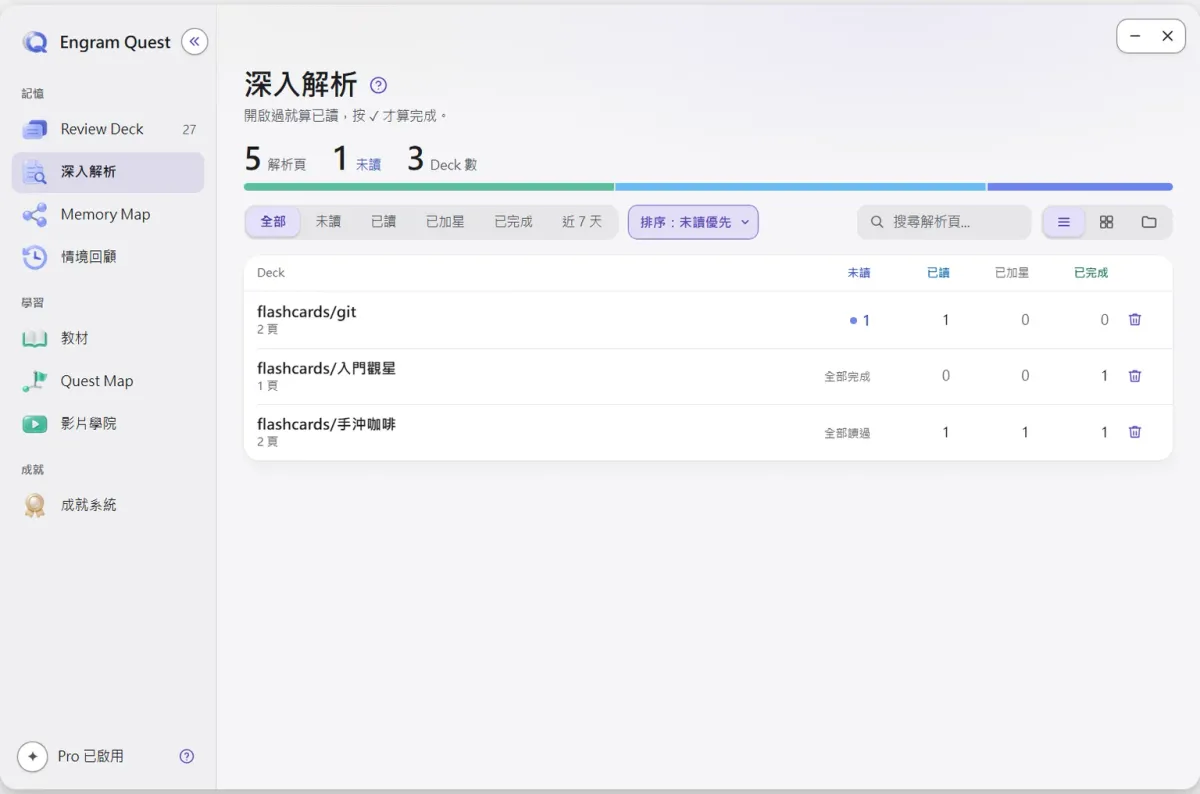 Engram Quest
記憶
Review Deck 27
深入解析
Memory Map
情境回顧
學習
教材
Quest Map
影片學院
成就
成就系統
Pro 已啟用
深入解析
開啟過就算已讀，按 ✓ 才算完成。
5 解析頁 1 未讀 3 Deck 數
全部 未讀 已讀 已加星 已完成 近 7 天 排序：未讀優先 搜尋解析頁...
Deck 未讀 已讀 已加星 已完成
flashcards/git
2 頁
1 1 0 0
flashcards/入門觀星
1 頁
全部完成 0 0 1
flashcards/手沖咖啡
2 頁
全部讀過 1 1 1